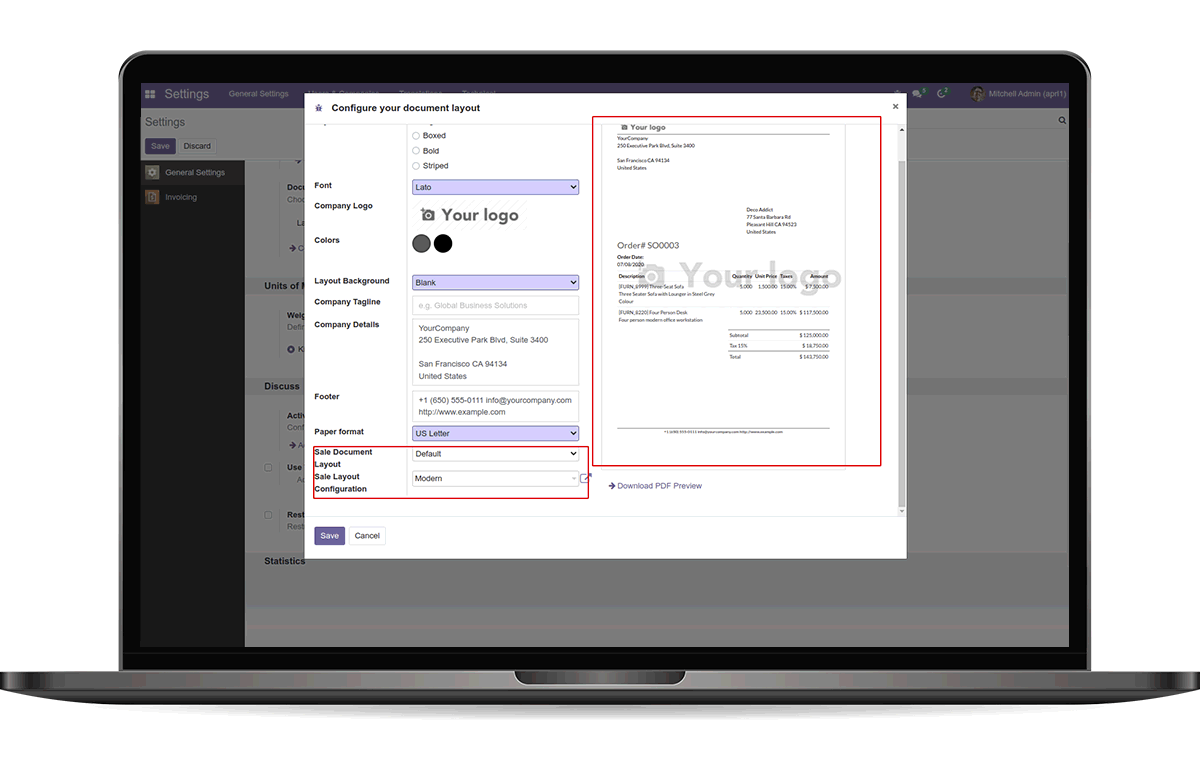 Settings
General Settings
Mitchell Admin (april1)
Settings
Save
Discard
General Settings
Invoicing
Units of M
Discuss
Use
Statistics
Configure your document layout
×
Boxed
Bold
Striped
Font
Lato
Company Logo
Your logo
Colors
Layout Background
Blank
Company Tagline
e.g. Global Business Solutions
Company Details
YourCompany
250 Executive Park Blvd, Suite 3400
San Francisco CA 94134
United States
Footer
+1 (650) 555-0111 info@yourcompany.com
http://www.example.com
Paper format
US Letter
Sale Document
Layout
Default
Sale Layout
Configuration
Modern
Save
Cancel
Your logo
YourCompany
250 Executive Park Blvd, Suite 3400
San Francisco CA 94134
United States
Deco Addict
77 Santa Barbara Rd
Pleasant Hill CA 94523
United States
Order# SO0003
Order Date:
07/08/2020
Your logo
Description Quantity Unit Price Taxes Amount
[FURN_8999] Three-Seat Sofa 5.000 1,500.00 15.00% $ 7,500.00
Three Seater Sofa with Lounger in Steel Grey
Colour
[FURN_8220] Four Person Desk 5.000 23,500.00 15.00% $ 117,500.00
Four person modern office workstation
Subtotal $ 125,000.00
Tax 15% $ 18,750.00
Total $ 143,750.00
+1 (650) 555-0111 info@yourcompany.com http://www.example.com
Download PDF Preview